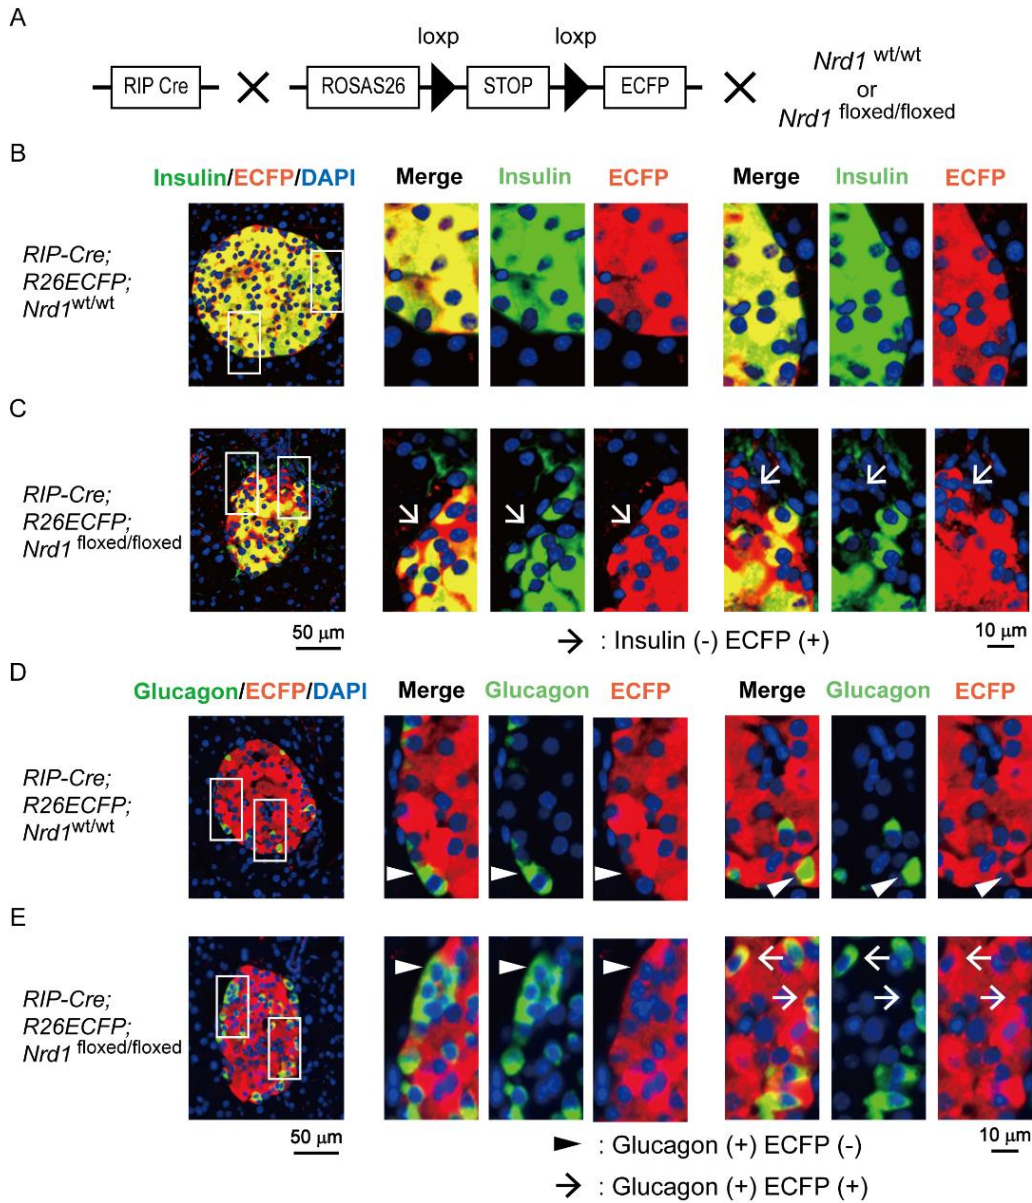 A
loxp loxp
RIP Cre ROSAS26 STOP ECFP
Nrd1 wt/wt
or
Nrd1 floxed/floxed
B
Insulin/ECFP/DAPI Merge Insulin ECFP Merge Insulin ECFP
RIP-Cre;
R26ECFP;
Nrd1wt/wt
C
RIP-Cre;
R26ECFP;
Nrd1 floxed/floxed
50 μm
→ : Insulin (-) ECFP (+)
10 μm
D
Glucagon/ECFP/DAPI Merge Glucagon ECFP Merge Glucagon ECFP
RIP-Cre;
R26ECFP;
Nrd1wt/wt
E
RIP-Cre;
R26ECFP;
Nrd1 floxed/floxed
50 μm
: Glucagon (+) ECFP (-)
→ : Glucagon (+) ECFP (+)
10 μm